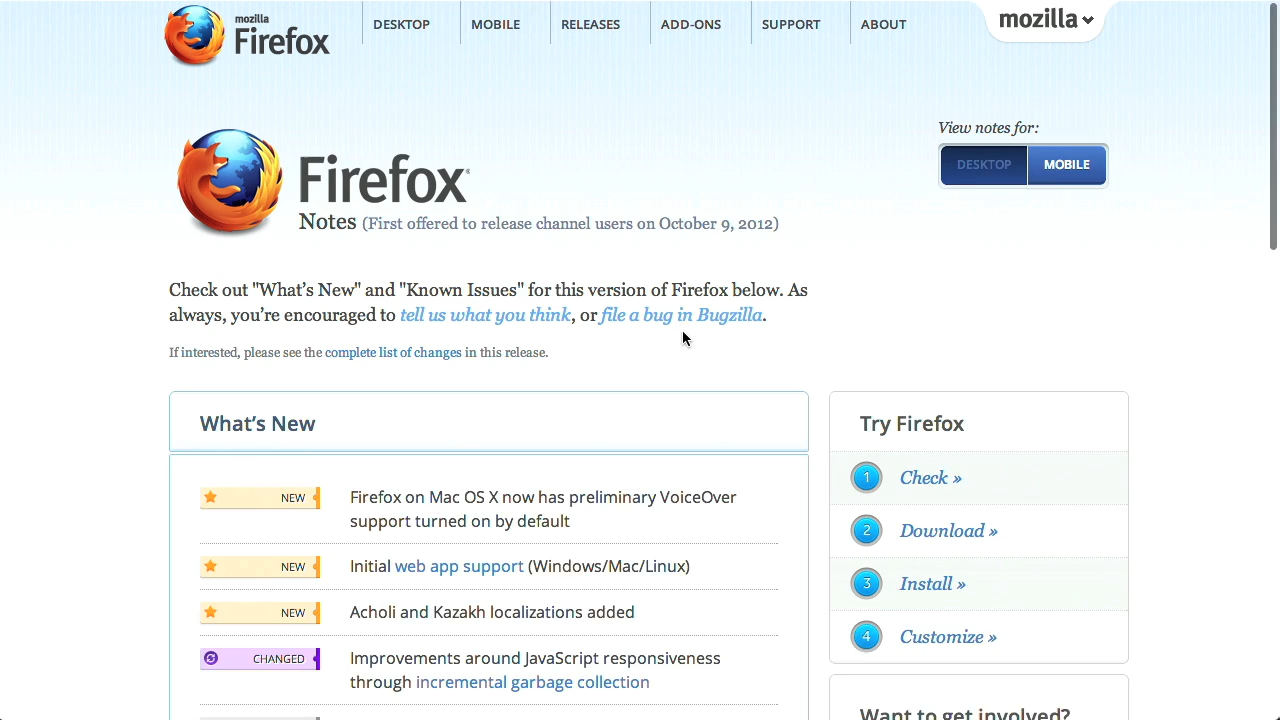 mozilla
Firefox
DESKTOP
MOBILE
RELEASES
ADD-ONS
SUPPORT
ABOUT
mozilla
View notes for:
DESKTOP
MOBILE
Firefox
Notes (First offered to release channel users on October 9, 2012)
Check out "What's New" and "Known Issues" for this version of Firefox below. As
always, you're encouraged to tell us what you think, or file a bug in Bugzilla.
If interested, please see the complete list of changes in this release.
What's New
NEW
Firefox on Mac OS X now has preliminary VoiceOver
support turned on by default
NEW
Initial web app support (Windows/Mac/Linux)
NEW
Acholi and Kazakh localizations added
CHANGED
Improvements around JavaScript responsiveness
through incremental garbage collection
Try Firefox
1 Check »
2 Download »
3 Install »
4 Customize »
Want to get involved?